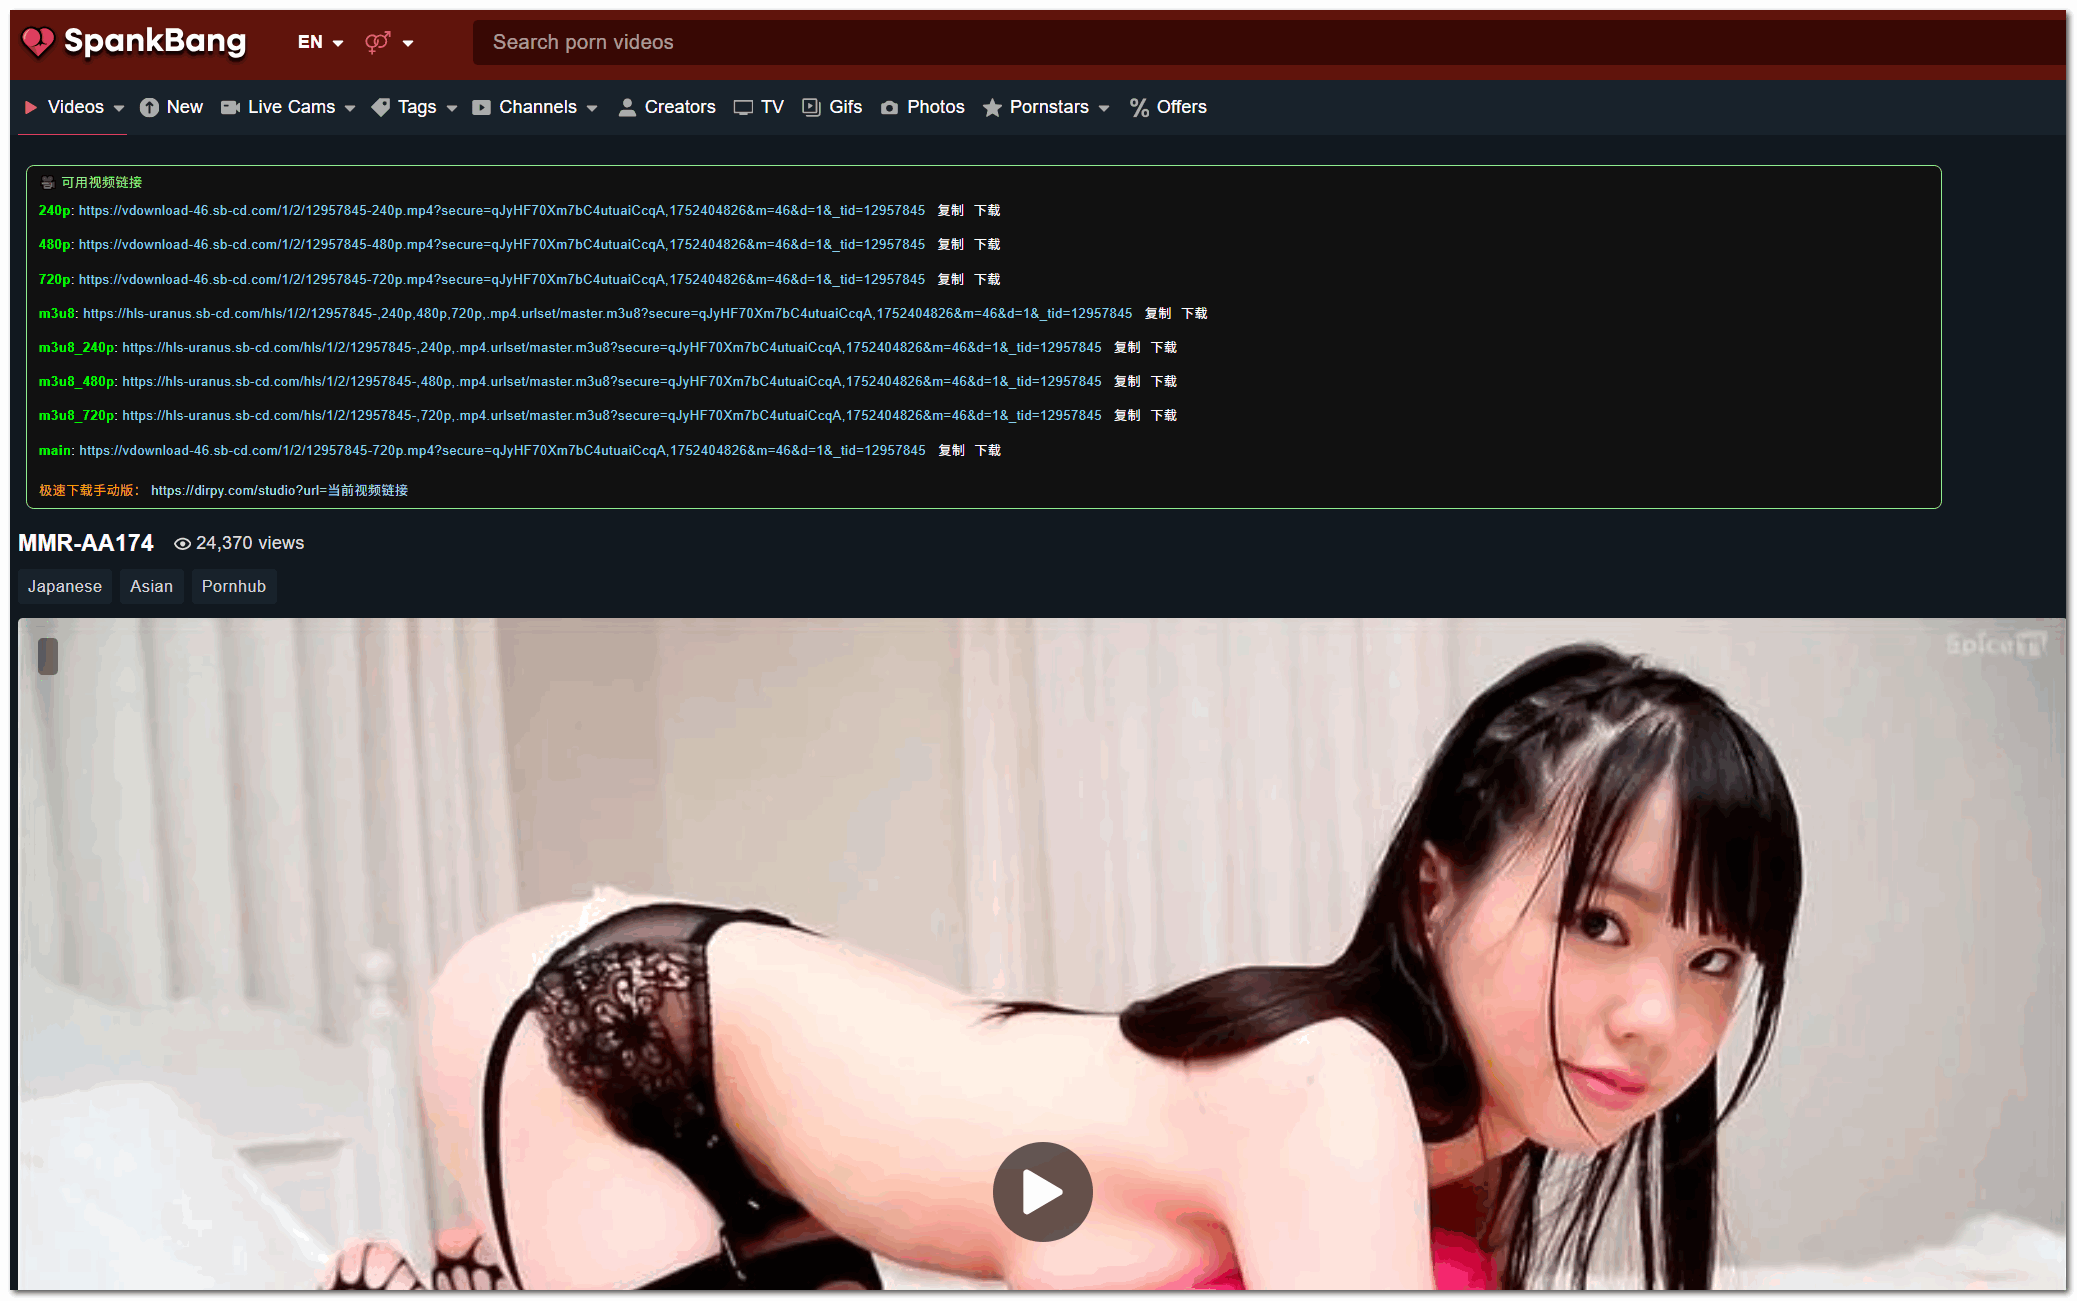 SpankBang EN Search porn videos
Videos New Live Cams Tags Channels Creators TV Gifs Photos Pornstars Offers
可用视频链接
240p: https://vdownload-46.sb-cd.com/1/2/12957845-240p.mp4?secure=qJyHF70Xm7bC4utuaiCcqA,1752404826&m=46&d=1&_tid=12957845 复制 下载
480p: https://vdownload-46.sb-cd.com/1/2/12957845-480p.mp4?secure=qJyHF70Xm7bC4utuaiCcqA,1752404826&m=46&d=1&_tid=12957845 复制 下载
720p: https://vdownload-46.sb-cd.com/1/2/12957845-720p.mp4?secure=qJyHF70Xm7bC4utuaiCcqA,1752404826&m=46&d=1&_tid=12957845 复制 下载
m3u8: https://hls-uranus.sb-cd.com/hls/1/2/12957845-,240p,480p,720p,.mp4.urlset/master.m3u8?secure=qJyHF70Xm7bC4utuaiCcqA,1752404826&m=46&d=1&_tid=12957845 复制 下载
m3u8_240p: https://hls-uranus.sb-cd.com/hls/1/2/12957845-,240p,.mp4.urlset/master.m3u8?secure=qJyHF70Xm7bC4utuaiCcqA,1752404826&m=46&d=1&_tid=12957845 复制 下载
m3u8_480p: https://hls-uranus.sb-cd.com/hls/1/2/12957845-,480p,.mp4.urlset/master.m3u8?secure=qJyHF70Xm7bC4utuaiCcqA,1752404826&m=46&d=1&_tid=12957845 复制 下载
m3u8_720p: https://hls-uranus.sb-cd.com/hls/1/2/12957845-,720p,.mp4.urlset/master.m3u8?secure=qJyHF70Xm7bC4utuaiCcqA,1752404826&m=46&d=1&_tid=12957845 复制 下载
main: https://vdownload-46.sb-cd.com/1/2/12957845-720p.mp4?secure=qJyHF70Xm7bC4utuaiCcqA,1752404826&m=46&d=1&_tid=12957845 复制 下载
极速下载手动版： https://dirpy.com/studio?url=当前视频链接
MMR-AA174 24,370 views
Japanese Asian Pornhub